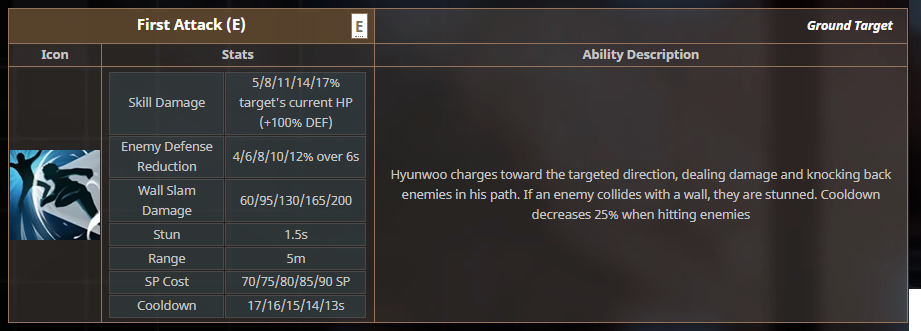 First Attack (E)
E
Ground Target
Icon
Stats
Ability Description
Skill Damage
5/8/11/14/17%
target's current HP
(+100% DEF)
Enemy Defense
Reduction
4/6/8/10/12% over 6s
Wall Slam
Damage
60/95/130/165/200
Stun
1.5s
Range
5m
SP Cost
70/75/80/85/90 SP
Cooldown
17/16/15/14/13s
Hyunwoo charges toward the targeted direction, dealing damage and knocking back
enemies in his path. If an enemy collides with a wall, they are stunned. Cooldown
decreases 25% when hitting enemies